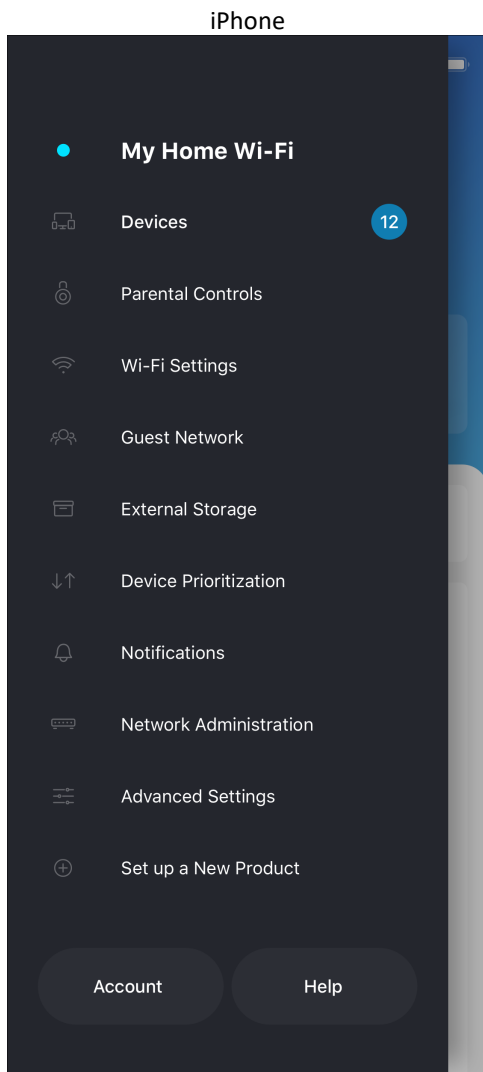 iPhone
My Home Wi-Fi
Devices 12
Parental Controls
Wi-Fi Settings
Guest Network
External Storage
Device Prioritization
Notifications
Network Administration
Advanced Settings
Set up a New Product
Account Help